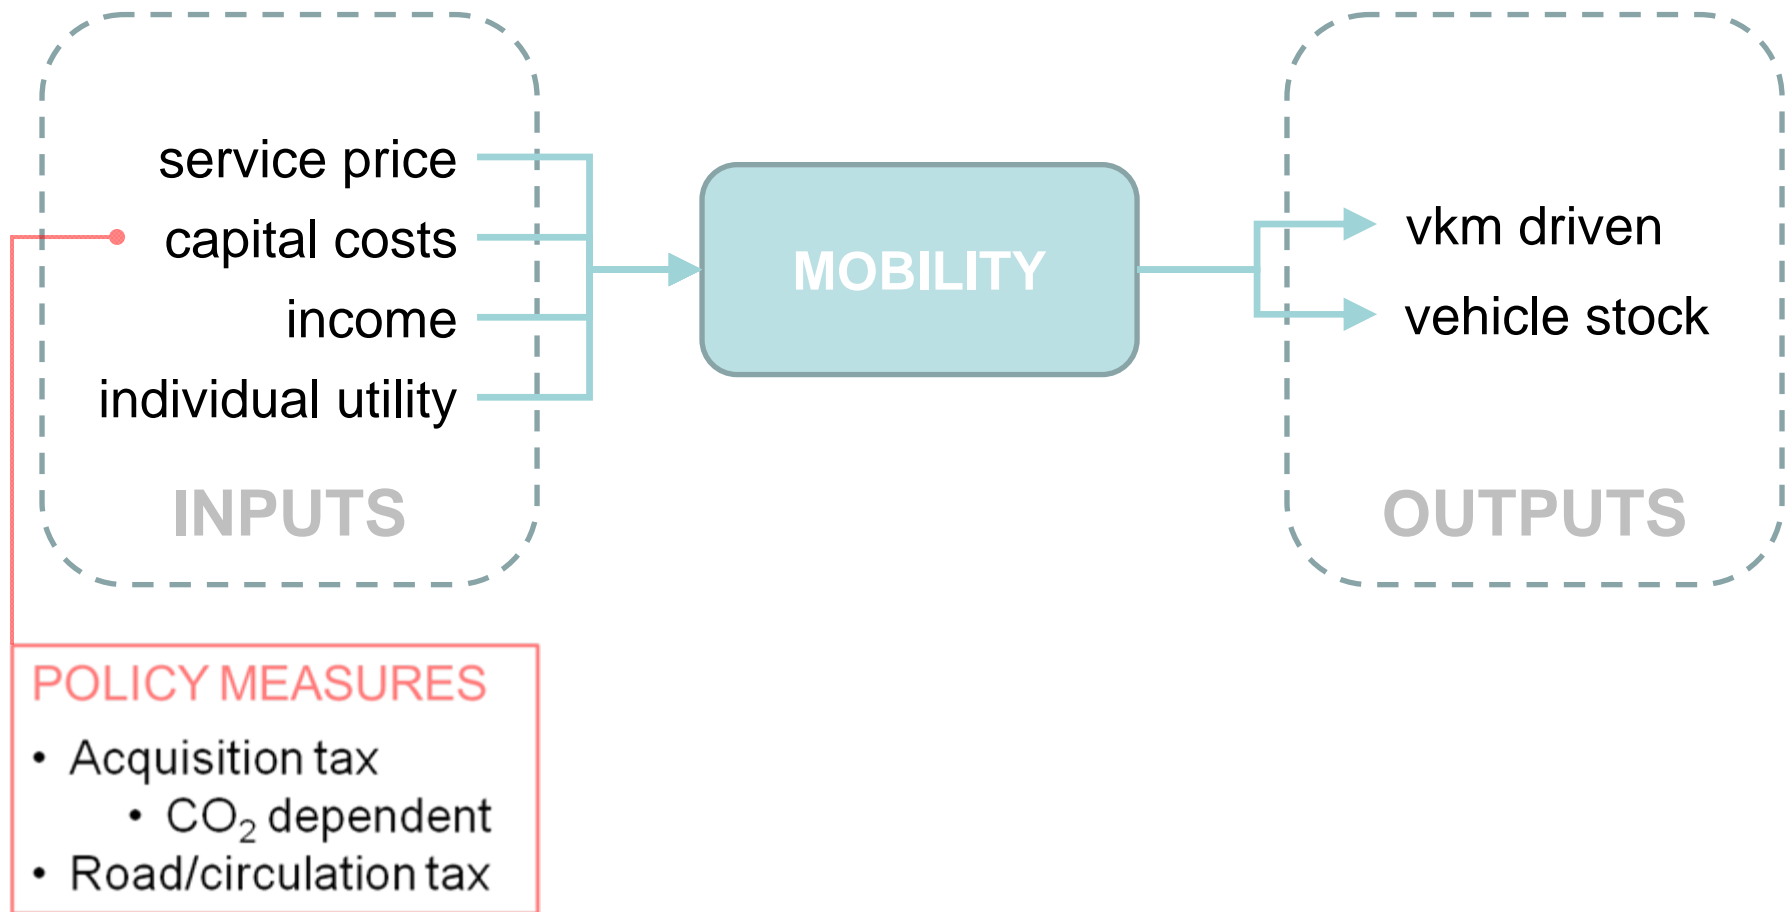 service price
capital costs
income
individual utility
INPUTS
MOBILITY
vkm driven
vehicle stock
OUTPUTS
POLICY MEASURES
• Acquisition tax
• CO₂ dependent
• Road/circulation tax